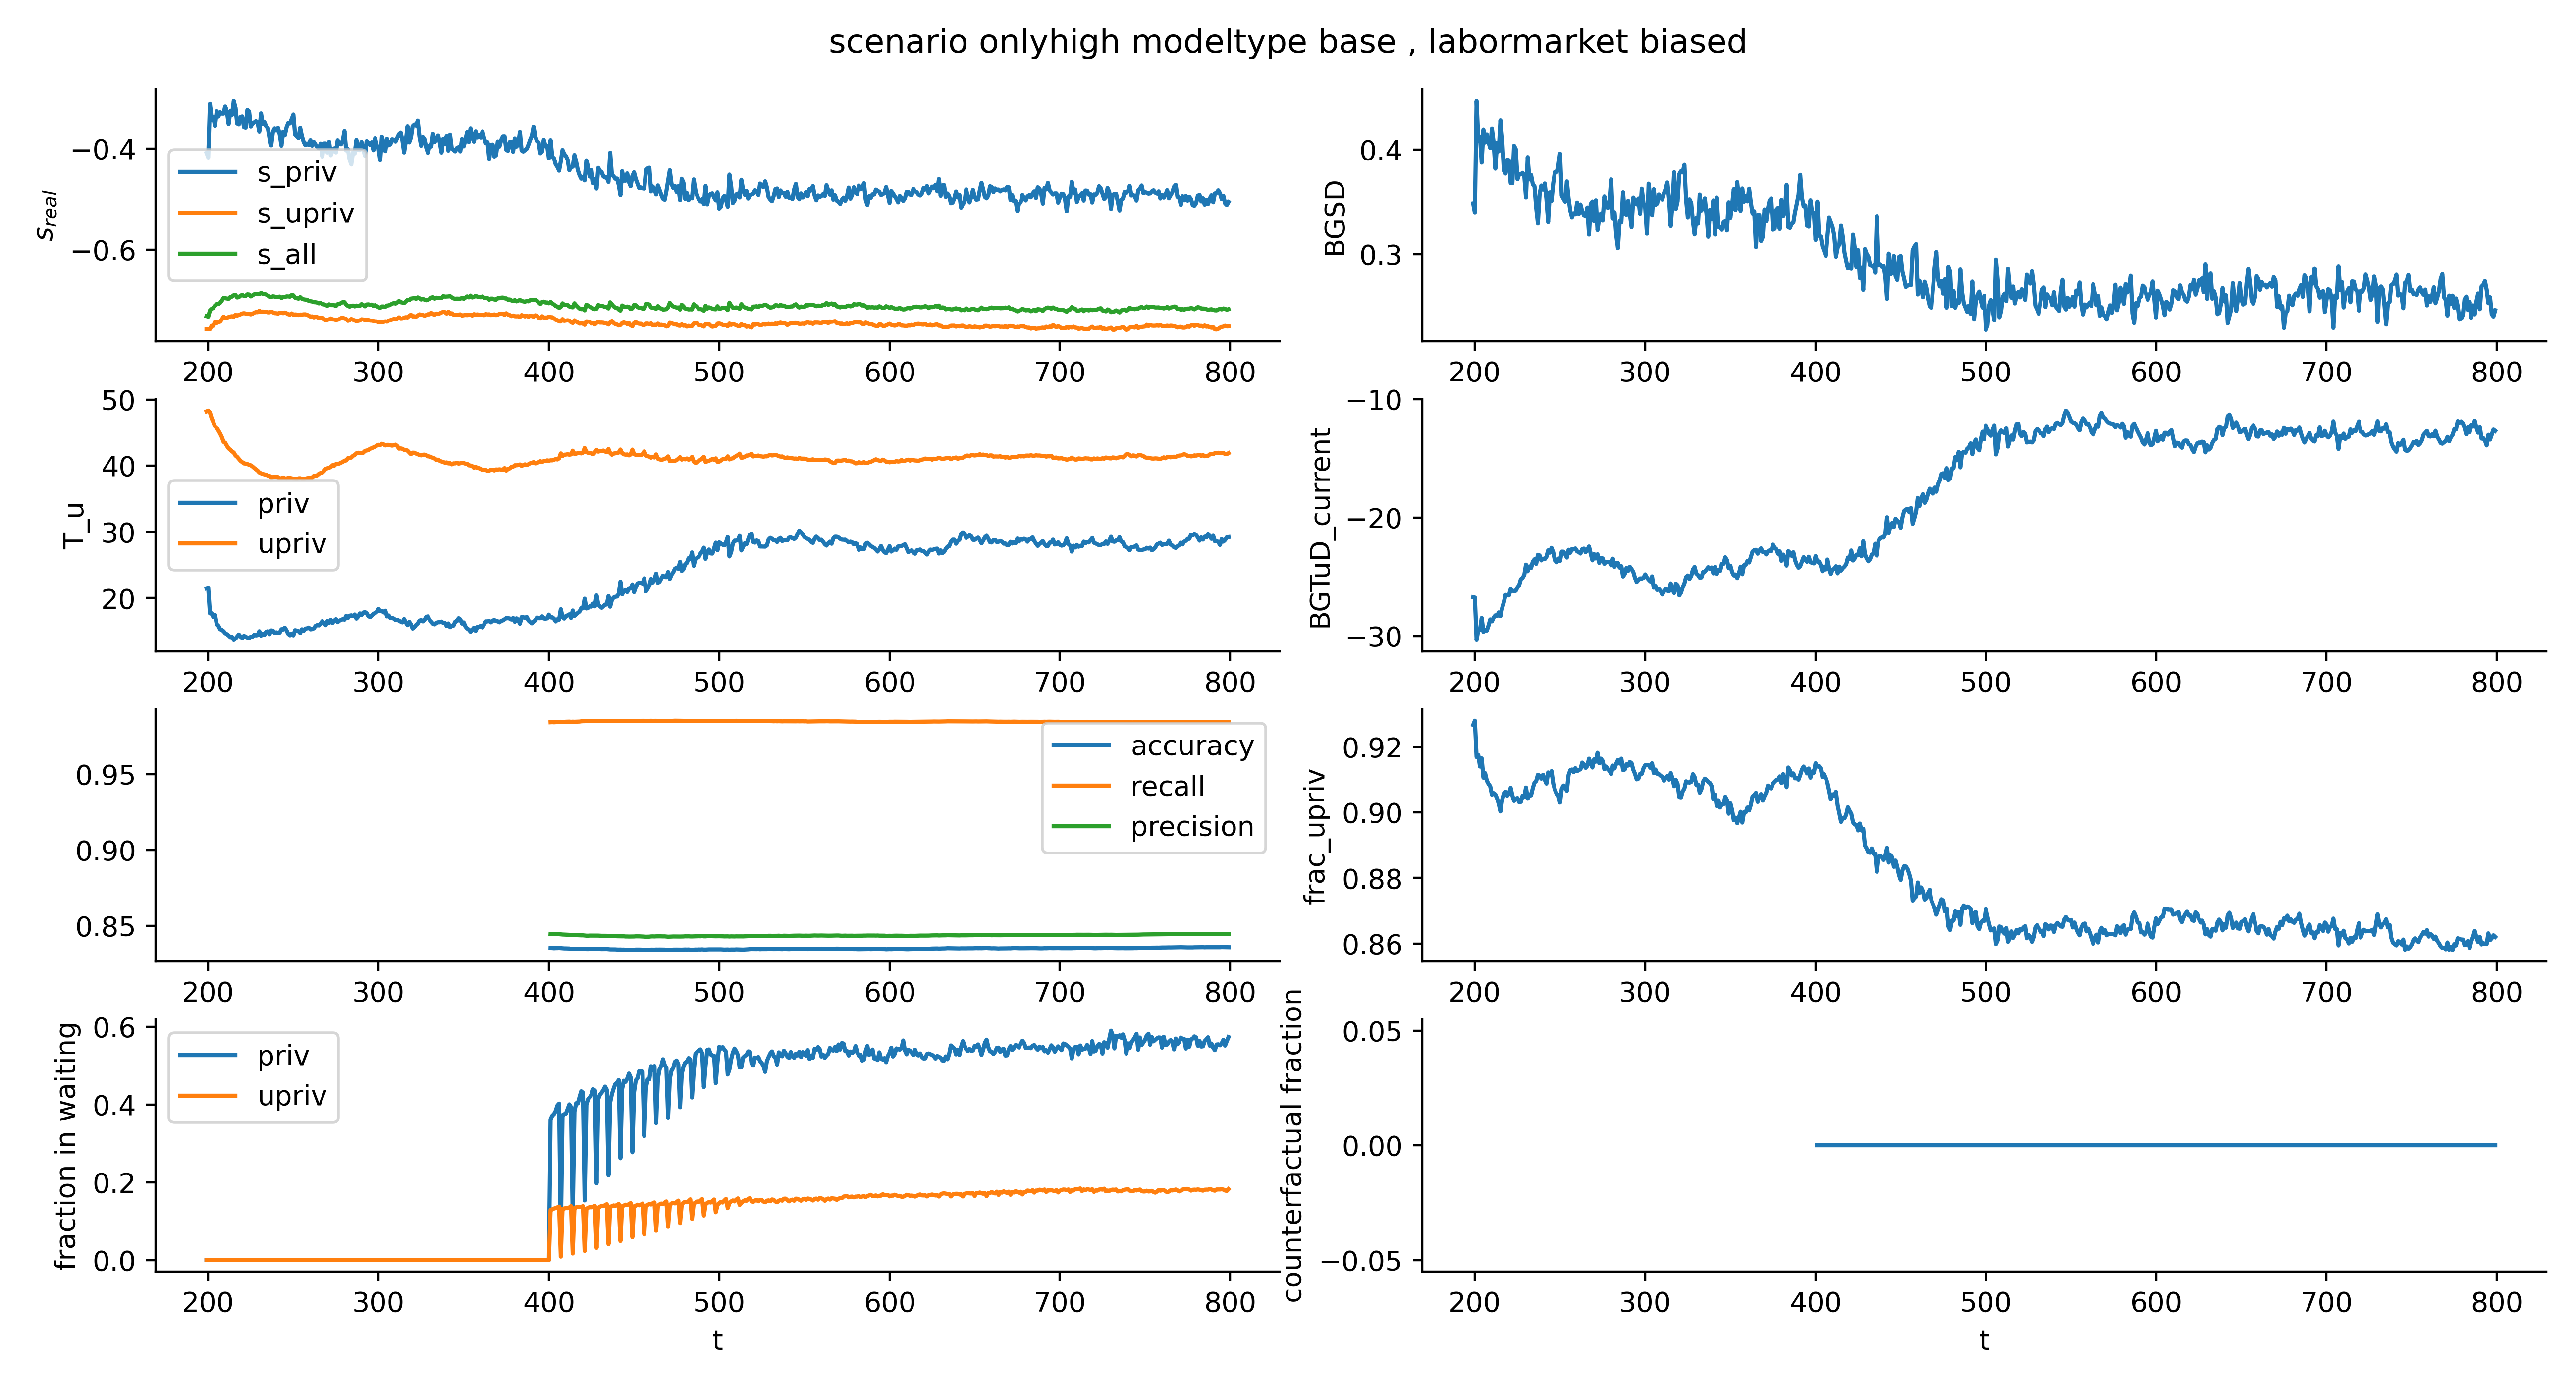 scenario onlyhigh modeltype base , labormarket biased
s_real
−0.4
−0.6
s_priv
s_upriv
s_all
200 300 400 500 600 700 800
BGSD
0.4
0.3
200 300 400 500 600 700 800
T_u
50
40
30
20
priv
upriv
200 300 400 500 600 700 800
BGTuD_current
−10
−20
−30
200 300 400 500 600 700 800
0.95
0.90
0.85
accuracy
recall
precision
200 300 400 500 600 700 800
frac_upriv
0.92
0.90
0.88
0.86
200 300 400 500 600 700 800
fraction in waiting
0.6
0.4
0.2
0.0
priv
upriv
200 300 400 500 600 700 800
t
counterfactual fraction
0.05
0.00
−0.05
200 300 400 500 600 700 800
t